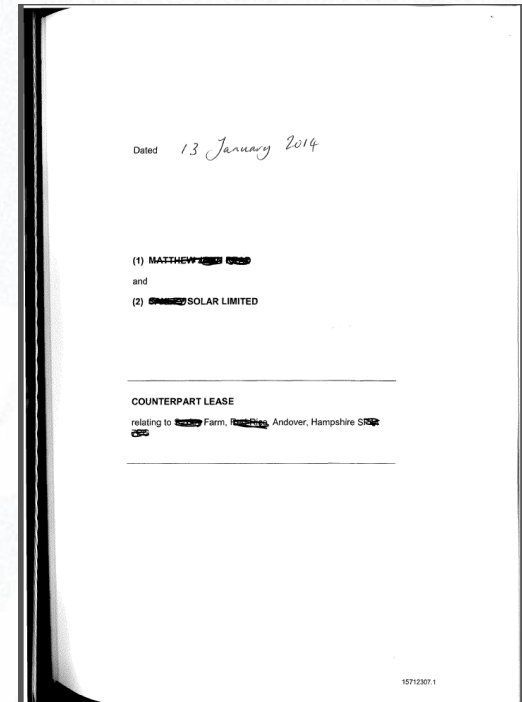 Dated 13 January 2014
(1) MATTHEW
and
(2) SOLAR LIMITED
COUNTERPART LEASE
relating to Farm, Andover, Hampshire
15712307.1